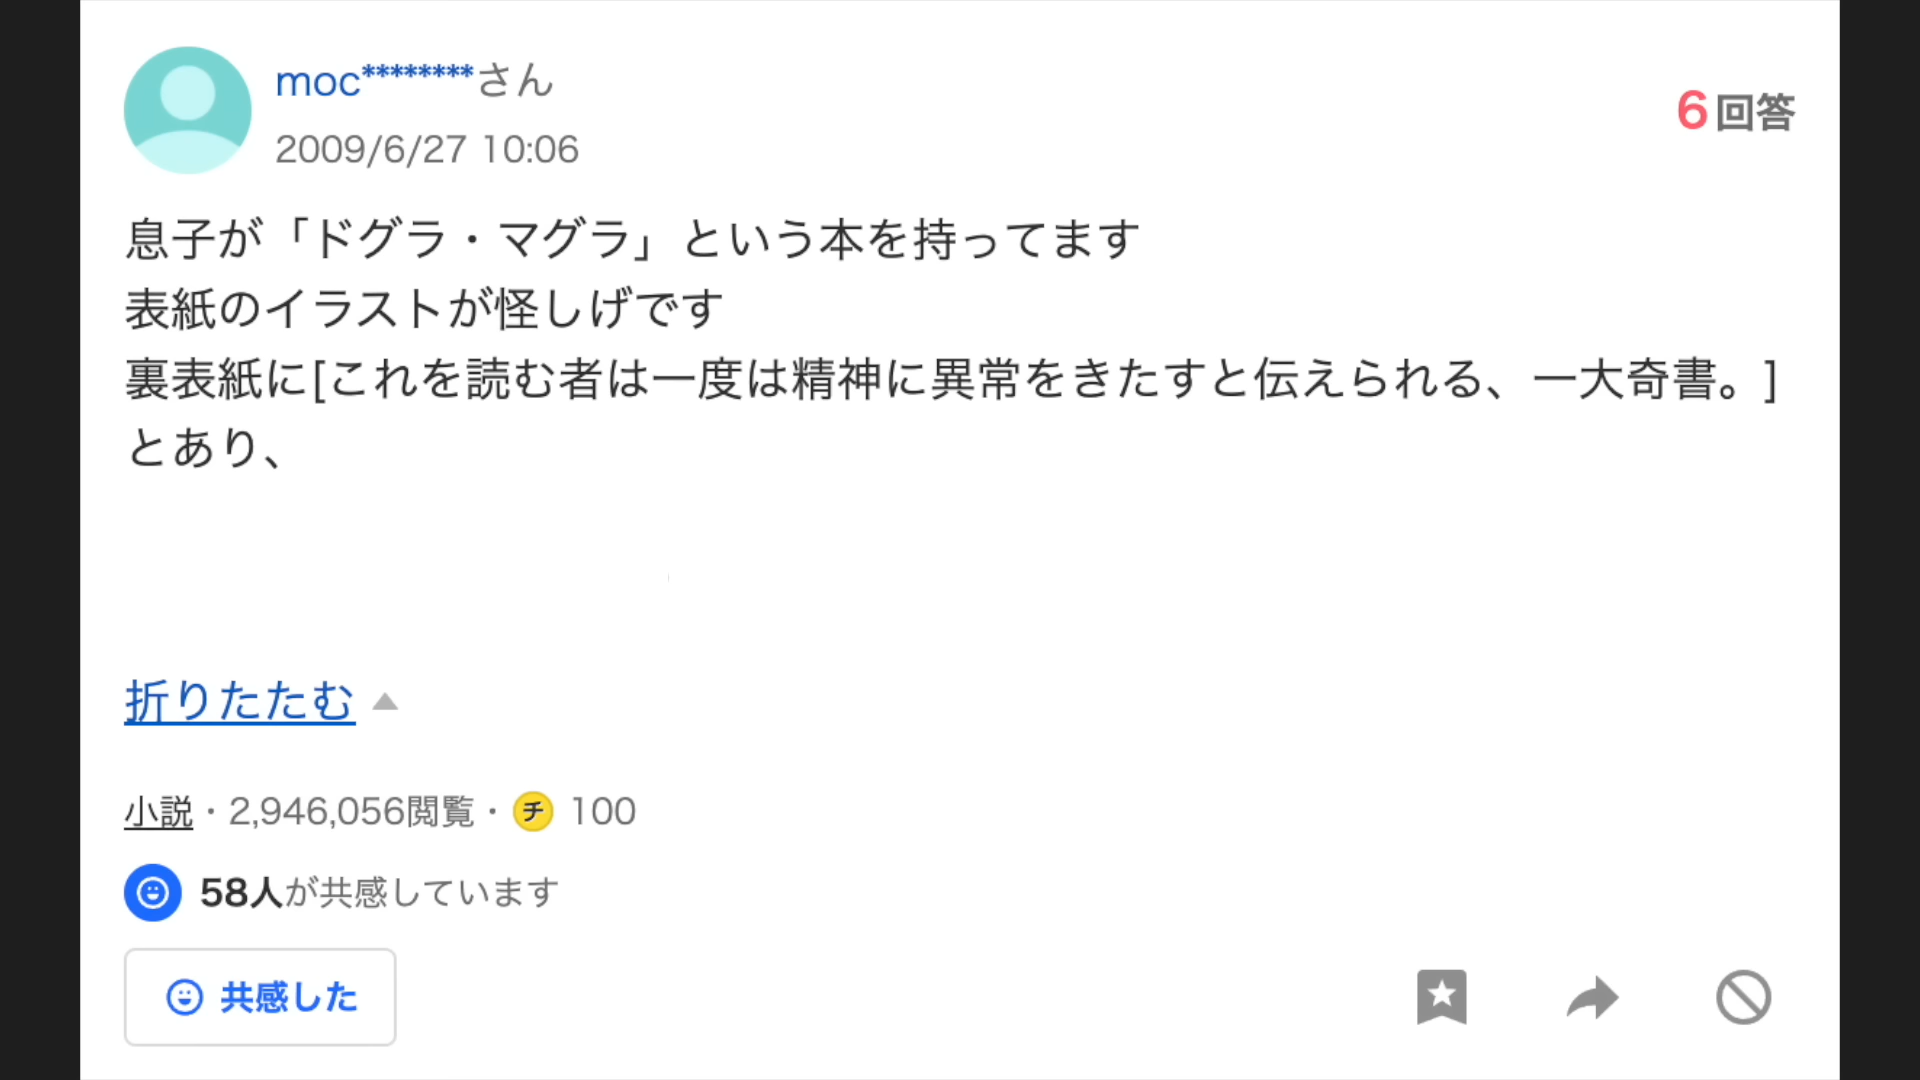 moc********さん
2009/6/27 10:06
6回答
息子が「ドグラ・マグラ」という本を持ってます
表紙のイラストが怪しげです
裏表紙に[これを読む者は一度は精神に異常をきたすと伝えられる、一大奇書。]
とあり、
折りたたむ
小説・2,946,056閲覧・チ 100
58人が共感しています
共感した